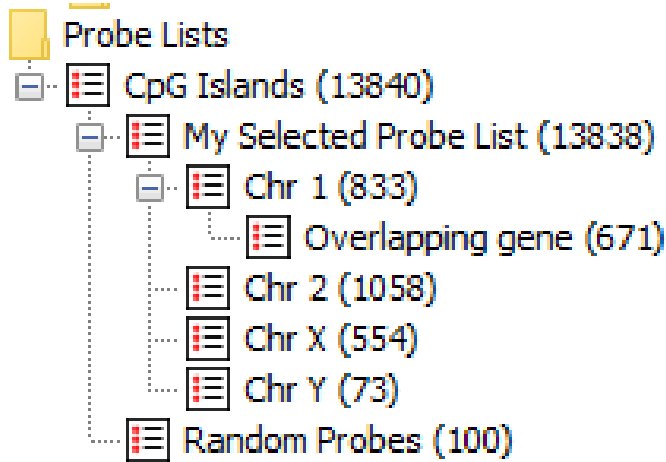 Probe Lists
CpG Islands (13840)
My Selected Probe List (13838)
Chr 1 (833)
Overlapping gene (671)
Chr 2 (1058)
Chr X (554)
Chr Y (73)
Random Probes (100)